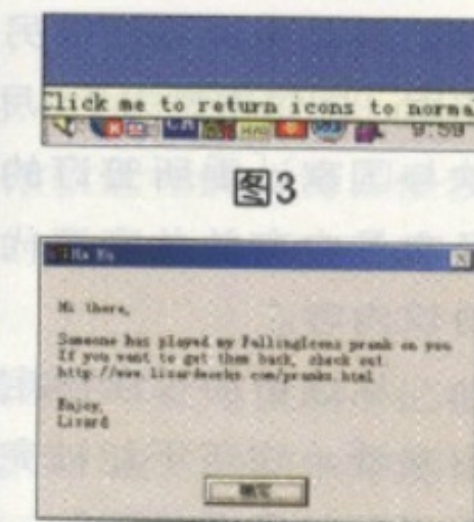 Click me to return icons to normal
9:59
图3
Ha Ha
Hi there,
Someone has played my FallingIcons prank on you
If you want to get them back, check out
http://www.lizardworks.com/pranks.html
Enjoy,
Lizard
确定